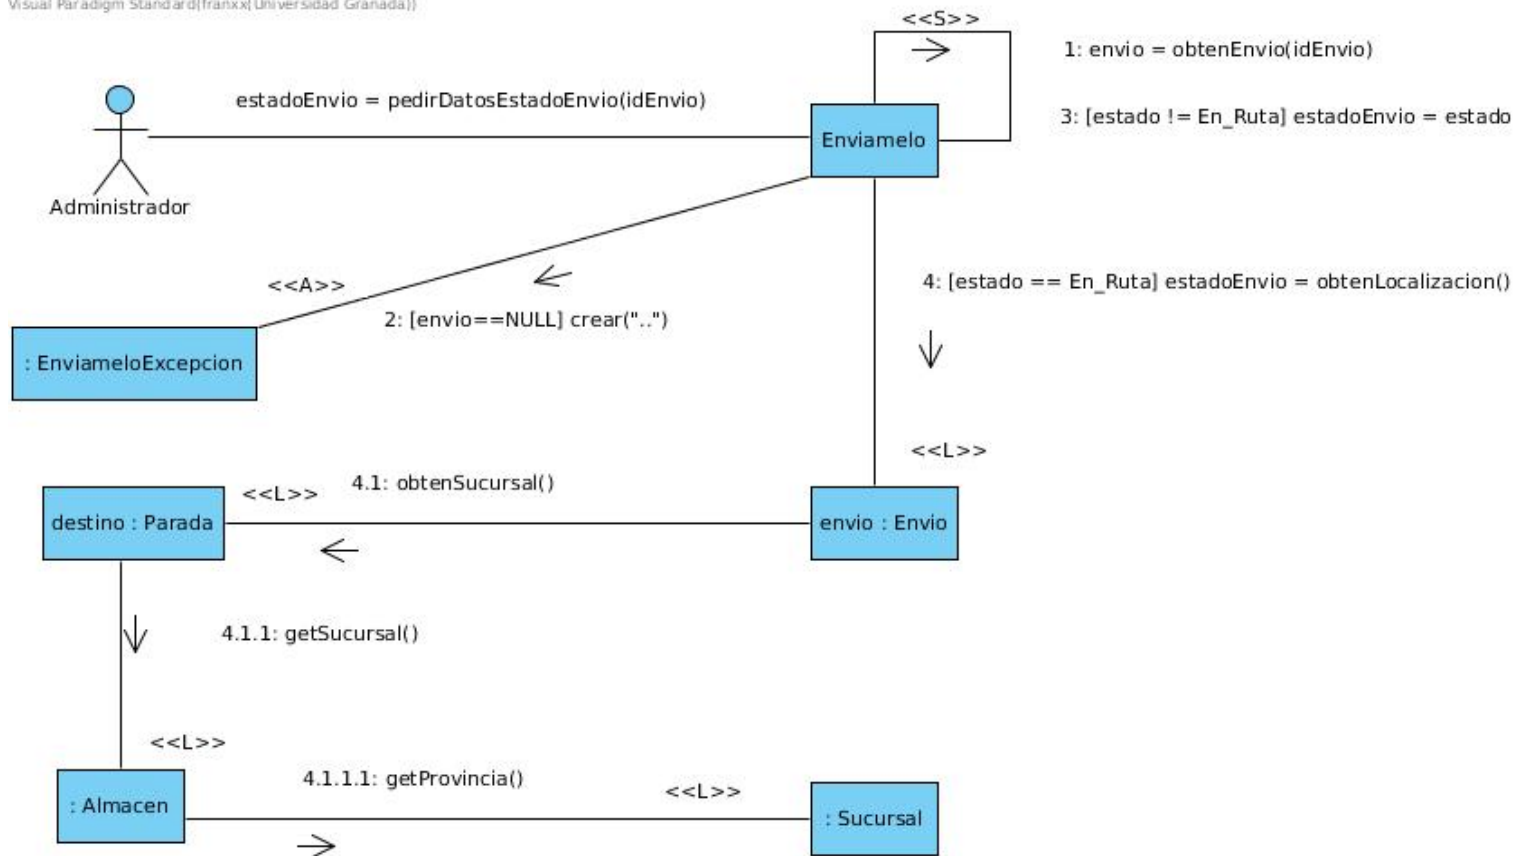 Visual Paradigm Standard(franxx(Universidad Granada))
<<S>>
1: envio = obtenEnvio(idEnvio)
estadoEnvio = pedirDatosEstadoEnvio(idEnvio)
3: [estado != En_Ruta] estadoEnvio = estado
Enviamelo
Administrador
<<A>>
4: [estado == En_Ruta] estadoEnvio = obtenLocalizacion()
2: [envio==NULL] crear("..")
: EnviameloExcepcion
<<L>>
4.1: obtenSucursal()
<<L>>
destino : Parada
envio : Envio
4.1.1: getSucursal()
<<L>>
4.1.1.1: getProvincia()
<<L>>
: Almacen
: Sucursal